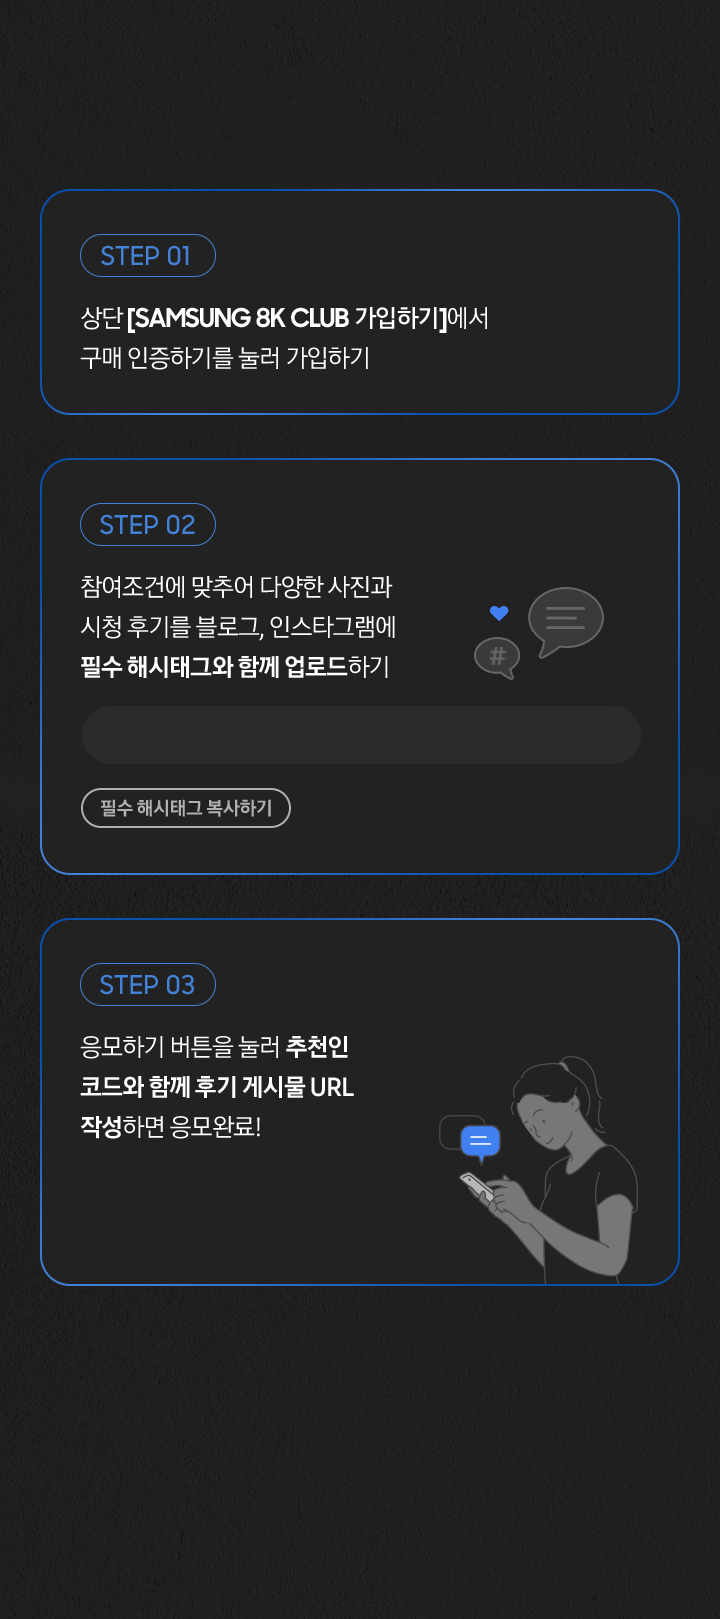 STEP 01
상단 [SAMSUNG 8K CLUB 가입하기]에서
구매 인증하기를 눌러 가입하기
STEP 02
참여조건에 맞추어 다양한 사진과
시청 후기를 블로그, 인스타그램에
필수 해시태그와 함께 업로드하기
#
필수 해시태그 복사하기
STEP 03
응모하기 버튼을 눌러 추천인
코드와 함께 후기 게시물 URL
작성하면 응모완료!